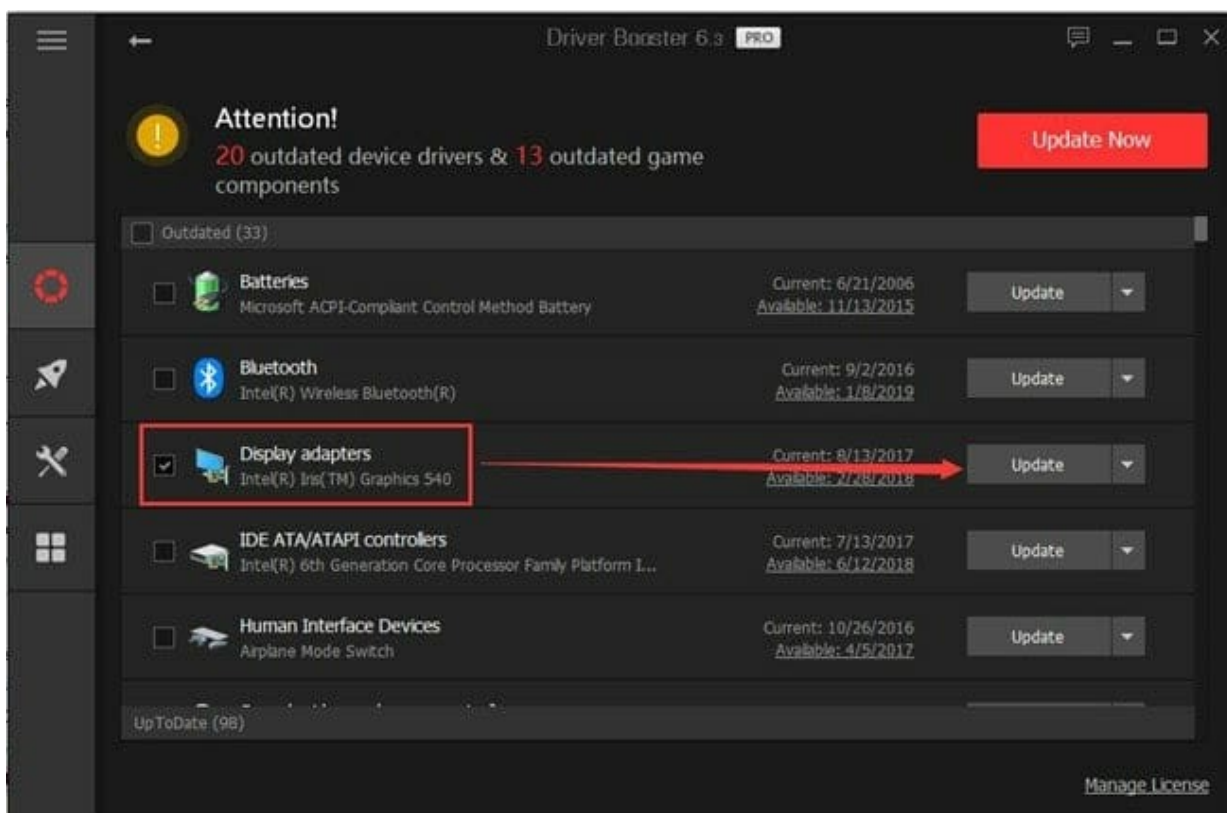 Driver Booster 6.3 PRO
Attention!
20 outdated device drivers & 13 outdated game
components
Update Now
Outdated (33)
Batteries
Microsoft ACPI-Compliant Control Method Battery
Current: 6/21/2006
Available: 11/13/2015
Update
Bluetooth
Intel(R) Wireless Bluetooth(R)
Current: 9/2/2016
Available: 1/8/2019
Update
Display adapters
Intel(R) Iris(TM) Graphics 540
Current: 8/13/2017
Available: 2/28/2018
Update
IDE ATA/ATAPI controllers
Intel(R) 6th Generation Core Processor Family Platform I...
Current: 7/13/2017
Available: 6/12/2018
Update
Human Interface Devices
Airplane Mode Switch
Current: 10/26/2016
Available: 4/5/2017
Update
UpToDate (98)
Manage License